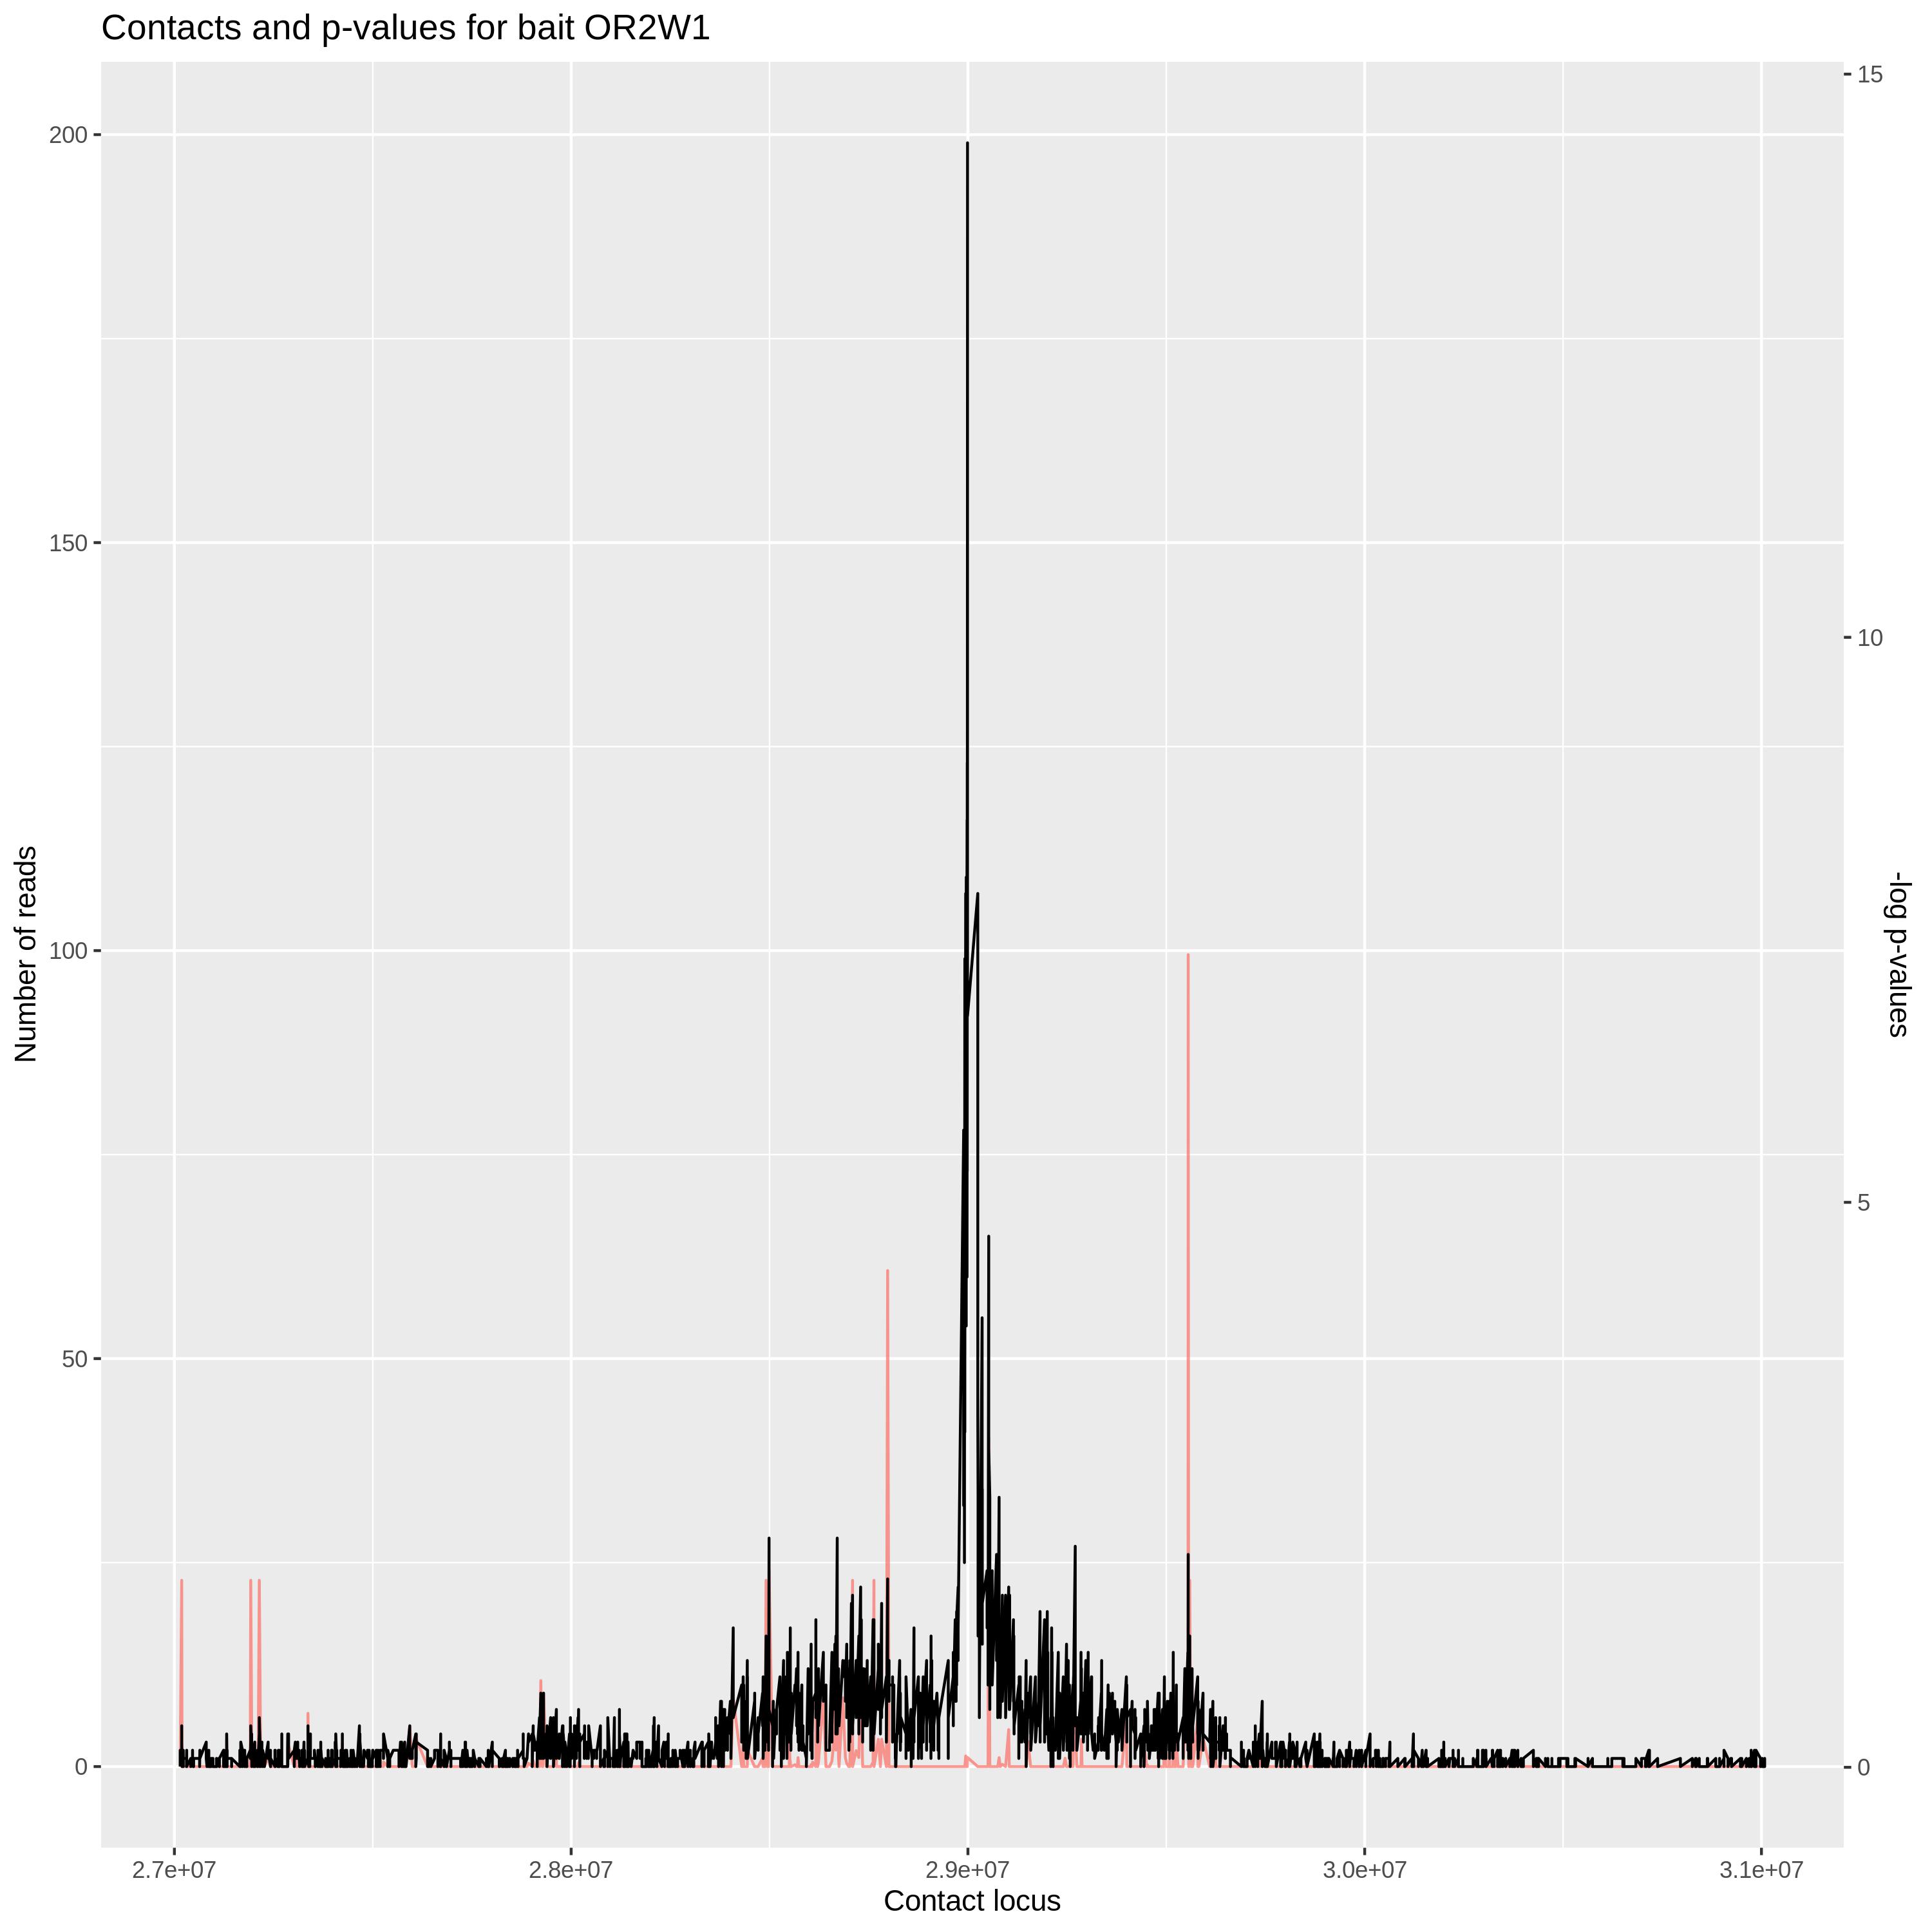 Contacts and p-values for bait OR2W1
200
150
100
50
0
Number of reads
15
10
5
0
-log p-values
2.7e+07
2.8e+07
2.9e+07
3.0e+07
3.1e+07
Contact locus